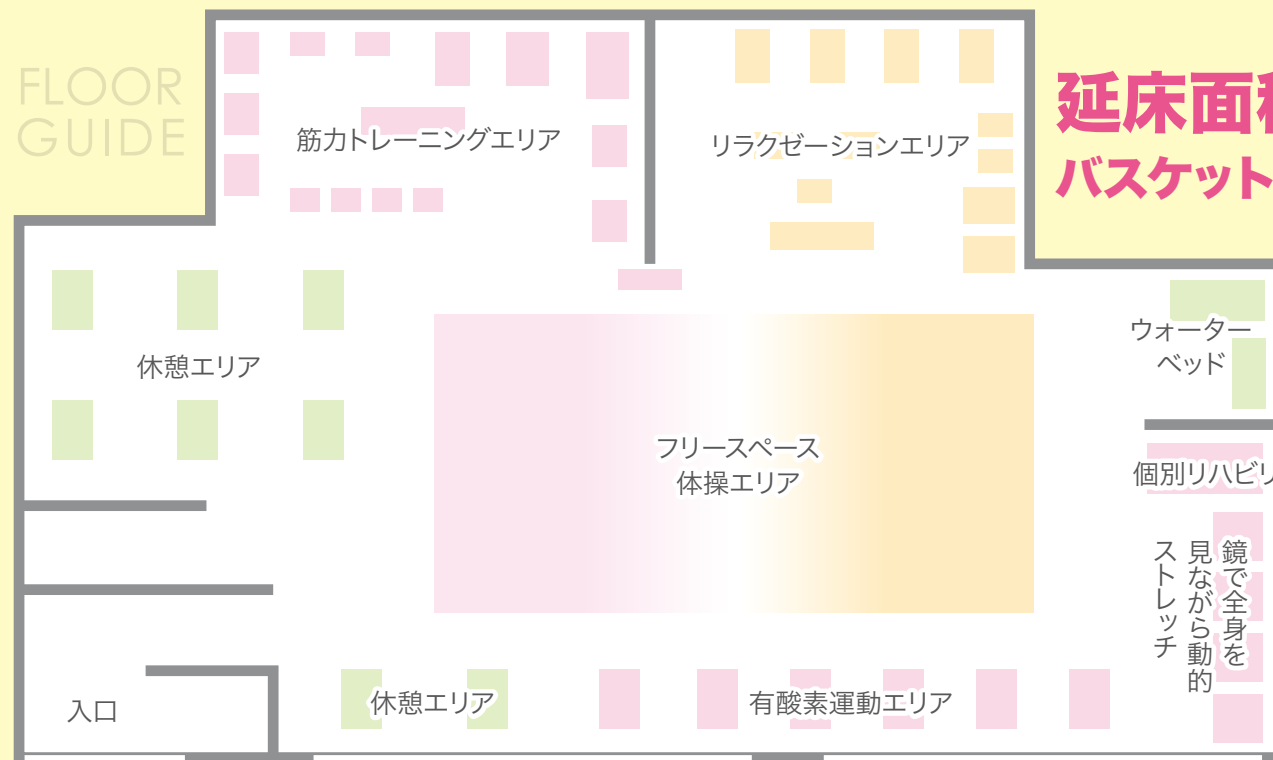 FLOOR
GUIDE
筋力トレーニングエリア
リラクゼーションエリア
延床面積
バスケット
休憩エリア
ウォーター
ベッド
フリースペース
体操エリア
個別リハビリ
鏡で全身を
見ながら動的
ストレッチ
入口
休憩エリア
有酸素運動エリア